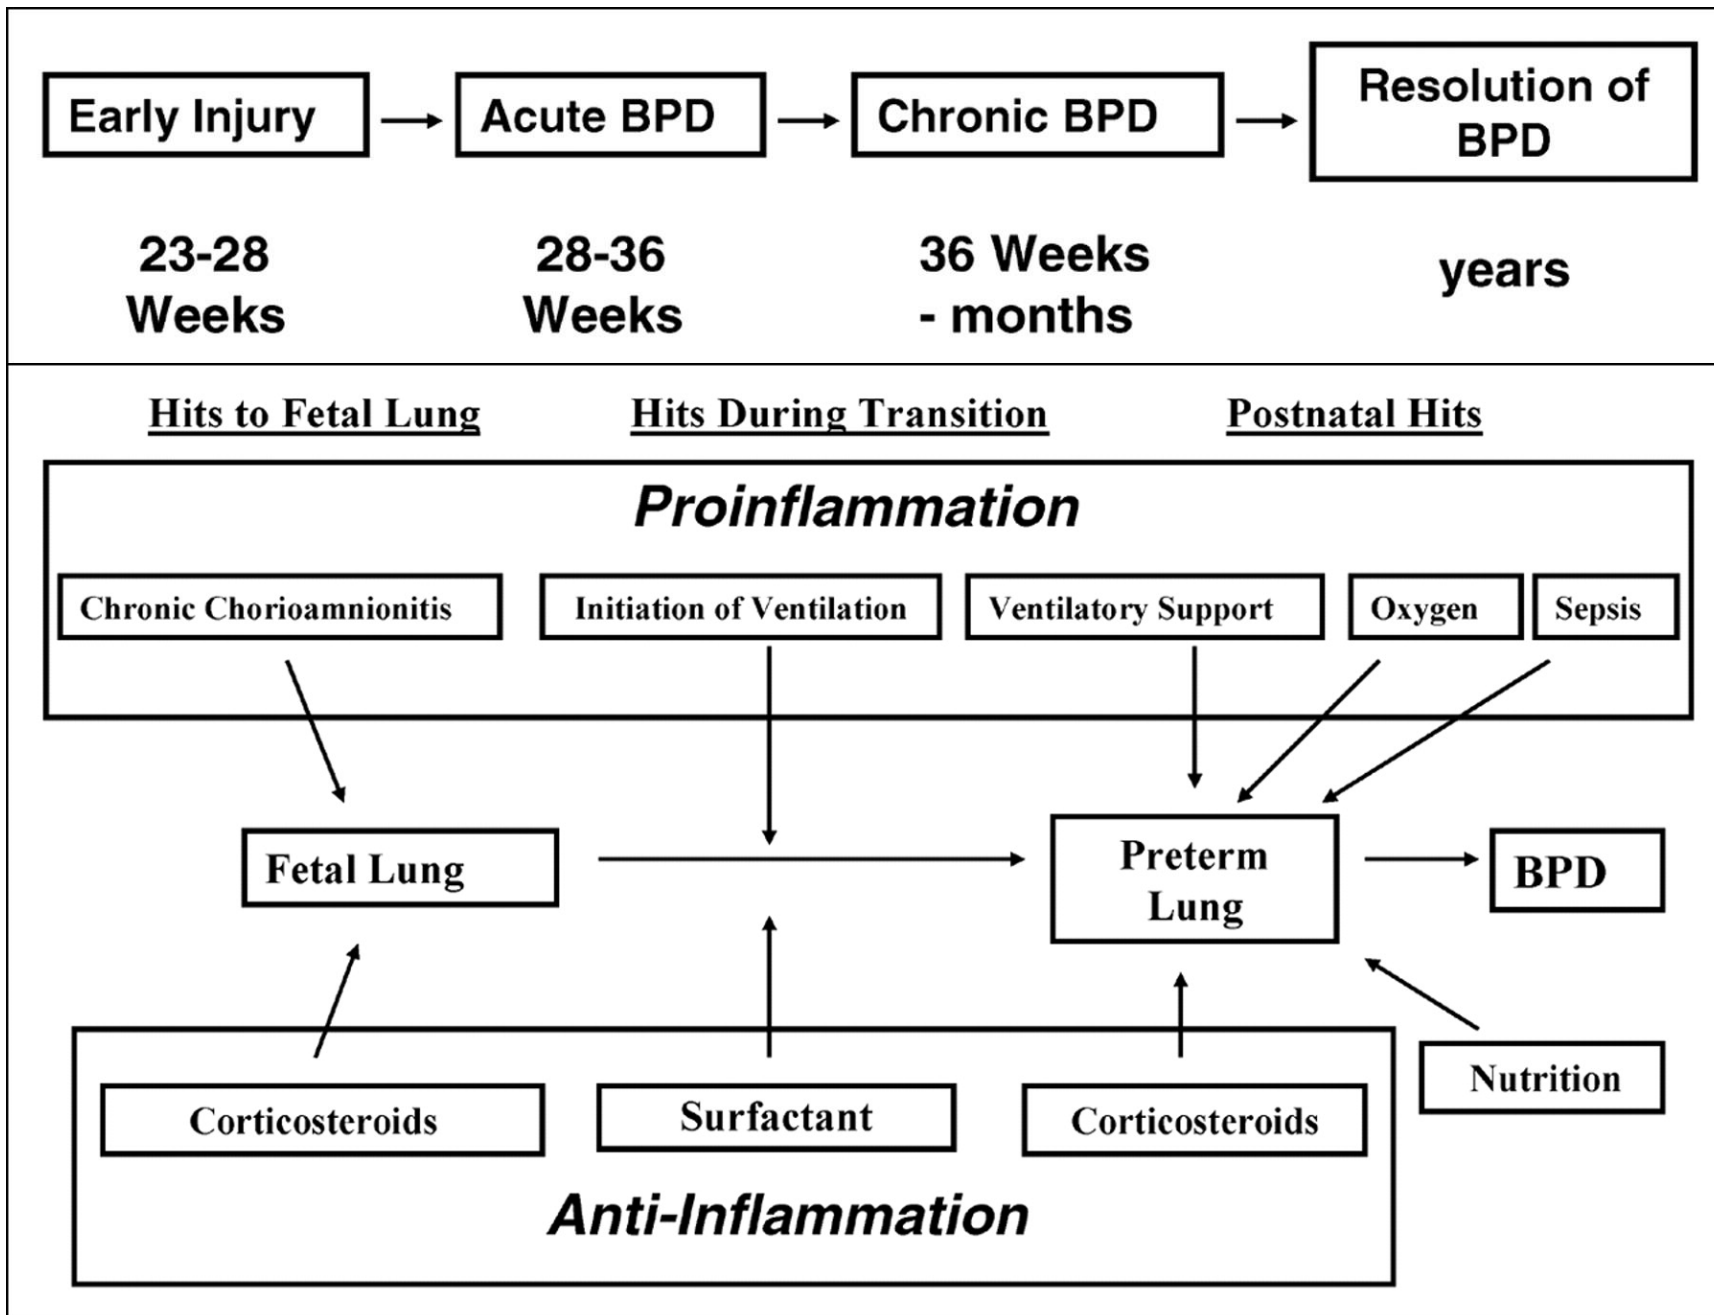 Early Injury
Acute BPD
Chronic BPD
Resolution of
BPD
23-28
Weeks
28-36
Weeks
36 Weeks
- months
years
Hits to Fetal Lung
Hits During Transition
Postnatal Hits
Proinflammation
Chronic Chorioamnionitis
Initiation of Ventilation
Ventilatory Support
Oxygen
Sepsis
Fetal Lung
Preterm
Lung
BPD
Nutrition
Corticosteroids
Surfactant
Corticosteroids
Anti-Inflammation